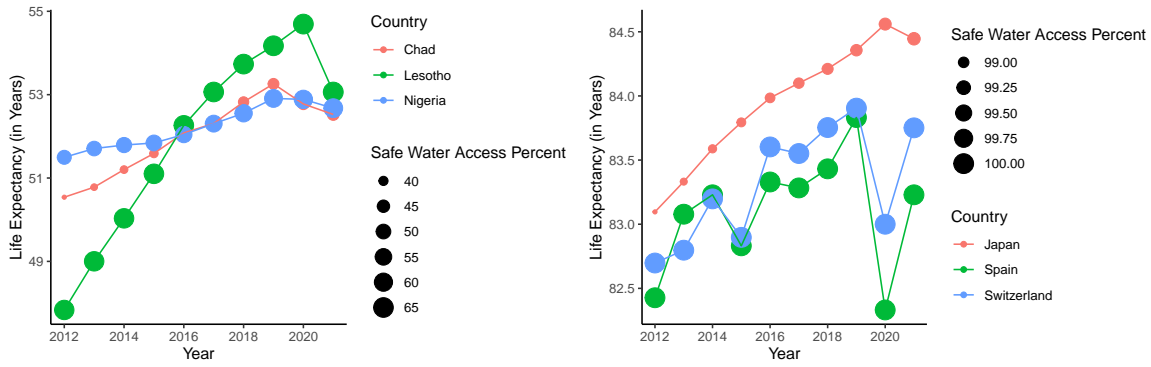 55
53
51
49
Life Expectancy (in Years)
2012
2014
2016
2018
2020
Year
Country
Chad
Lesotho
Nigeria
Safe Water Access Percent
40
45
50
55
60
65
84.5
84.0
83.5
83.0
82.5
Life Expectancy (in Years)
2012
2014
2016
2018
2020
Year
Safe Water Access Percent
99.00
99.25
99.50
99.75
100.00
Country
Japan
Spain
Switzerland